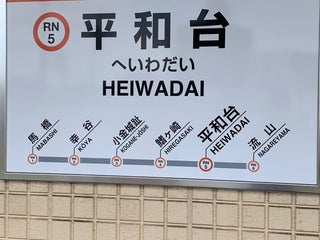 RN
5
平和台
へいわだい
HEIWADAI
馬橋
MABASHI
幸谷
KOYA
小金城趾
KOGANE-JOSHI
鰭ヶ崎
HIREGASAKI
平和台
HEIWADAI
流山
NAGAREYAMA